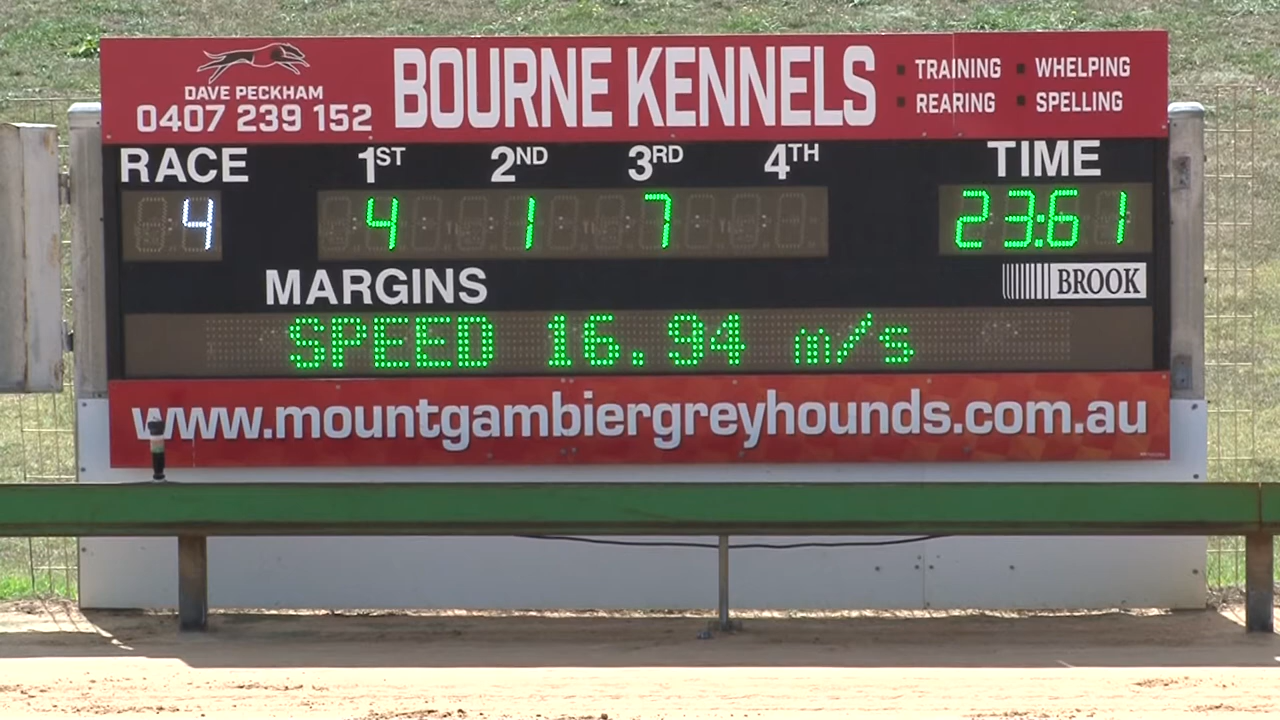 DAVE PECKHAM
0407 239 152
BOURNE KENNELS
▪ TRAINING ▪ WHELPING
▪ REARING ▪ SPELLING
RACE 1ST 2ND 3RD 4TH TIME
4 4 1 7 23:61
MARGINS
BROOK
SPEED 16.94 m/s
www.mountgambiergreyhounds.com.au